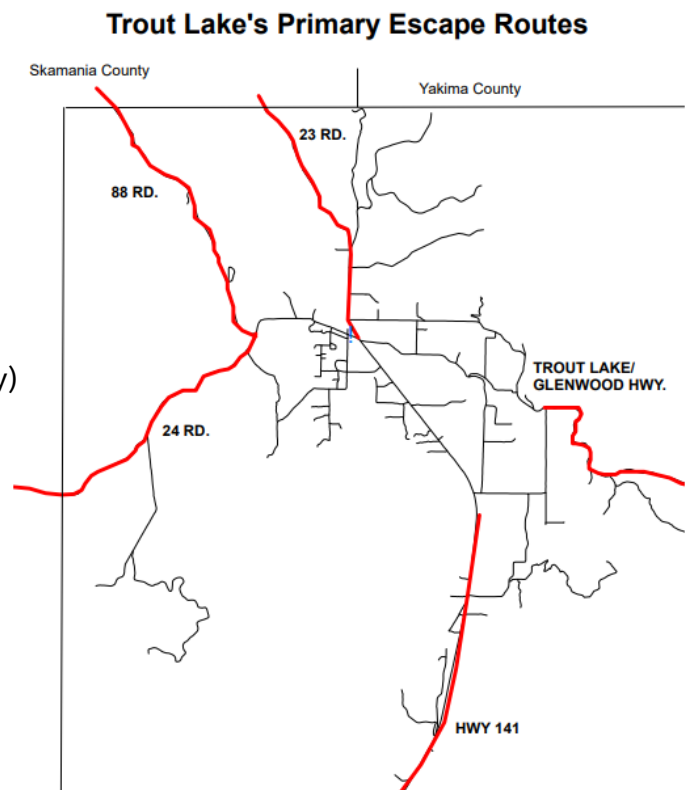 Trout Lake's Primary Escape Routes
Skamania County
Yakima County
23 RD.
88 RD.
y)
TROUT LAKE/
GLENWOOD HWY.
24 RD.
HWY 141